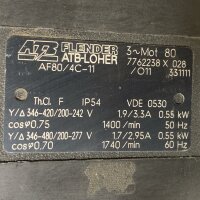 ATB FLENDER
ATB-LOHER
3~Mot 80
AF80/4C-11
7762238 X 028
/011 331111
Th.Cl. F IP54 VDE 0530
Y/Δ 346-420/200-242 V 1.9/3.3A 0.55 kW
cosφ0.75 1400/min 50 Hz
Y/Δ 346-480/200-277 V 1.7/2.95A 0.55 kW
cosφ0.70 1740/min 60 Hz